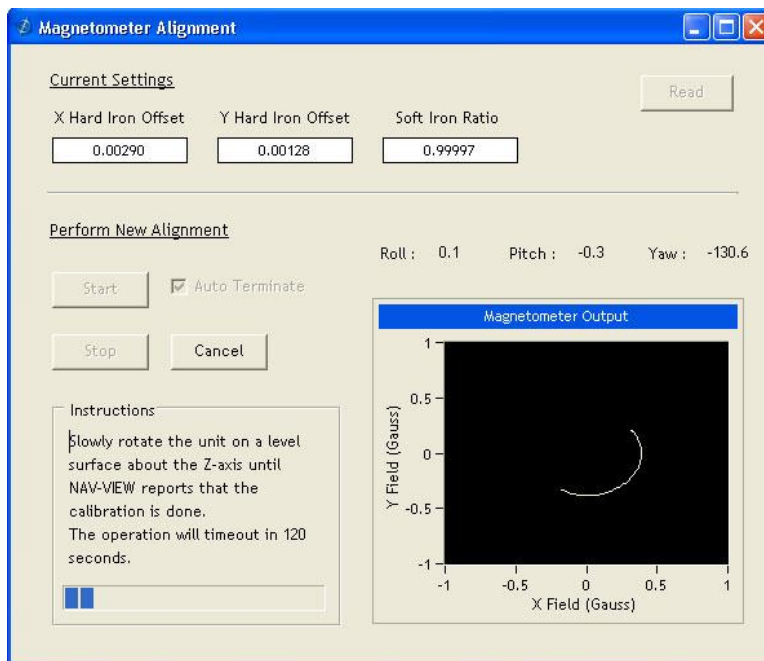 Magnetometer Alignment
Current Settings
Read
X Hard Iron Offset
Y Hard Iron Offset
Soft Iron Ratio
0.00290
0.00128
0.99997
Perform New Alignment
Roll : 0.1 Pitch : -0.3 Yaw : -130.6
Start
Auto Terminate
Stop
Cancel
Instructions
Slowly rotate the unit on a level
surface about the Z-axis until
NAV-VIEW reports that the
calibration is done.
The operation will timeout in 120
seconds.
Magnetometer Output
Y Field (Gauss)
1
0.5
0
-0.5
-1
-1 -0.5 0 0.5 1
X Field (Gauss)